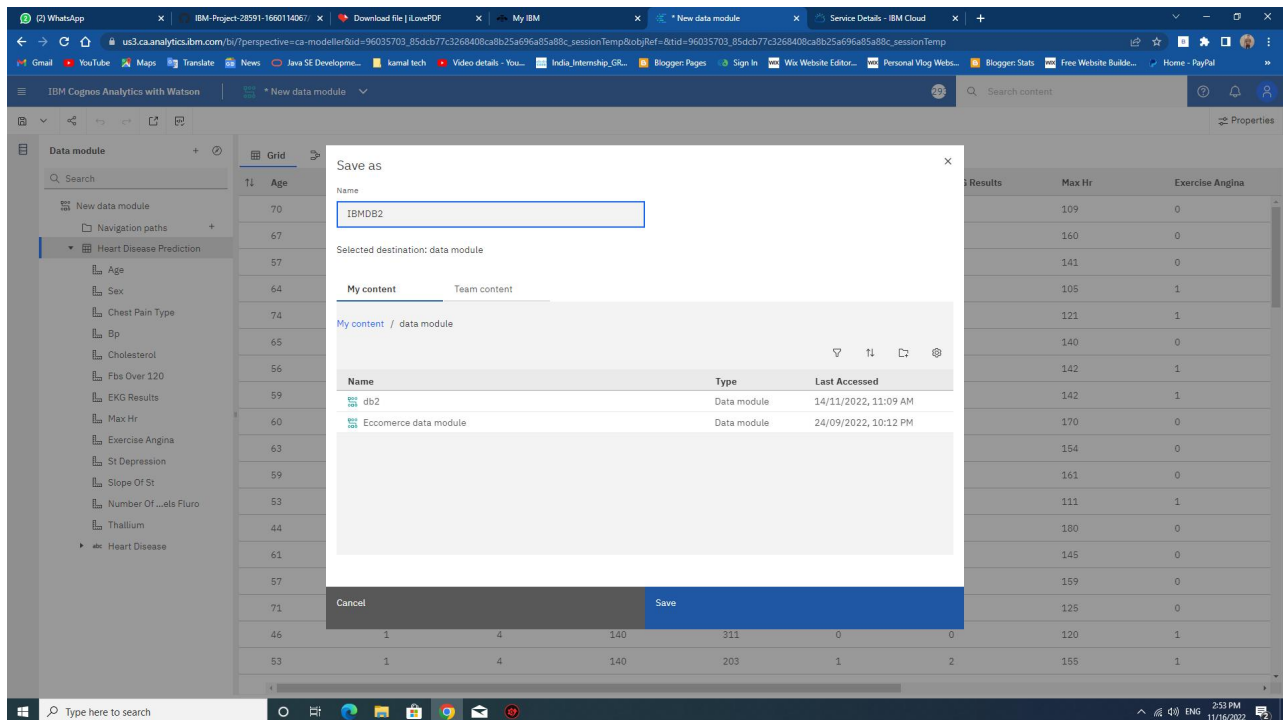 (2) WhatsApp
IBM-Project-28591-1660114067/
Download file | iLovePDF
My IBM
* New data module
Service Details - IBM Cloud
us3.ca.analytics.ibm.com/bi/?perspective=ca-modeller&id=96035703_85dcb77c3268408ca8b25a696a85a88c_sessionTemp&objRef=&tid=96035703_85dcb77c3268408ca8b25a696a85a88c_sessionTemp
Gmail YouTube Maps Translate News Java SE Developme... kamal tech Video details - You... India_Internship_GR... Blogger: Pages Sign In Wix Website Editor... Personal Vlog Webs... Blogger: Stats Free Website Builde... Home - PayPal »
IBM Cognos Analytics with Watson
* New data module
Search content
Properties
Data module
Search
New data module
Navigation paths
Heart Disease Prediction
Age
Sex
Chest Pain Type
Bp
Cholesterol
Fbs Over 120
EKG Results
Max Hr
Exercise Angina
St Depression
Slope Of St
Number Of ...els Fluro
Thallium
abc Heart Disease
Grid
Age
70
67
57
64
74
65
56
59
60
63
59
53
44
61
57
71
46 1 4 140 311 0 0 120 1
53 1 4 140 203 1 2 155 1
Save as
Name
IBMDB2
Selected destination: data module
My content Team content
My content / data module
Name Type Last Accessed
db2 Data module 14/11/2022, 11:09 AM
Eccomerce data module Data module 24/09/2022, 10:12 PM
Cancel
Save
Results Max Hr Exercise Angina
109 0
160 0
141 0
105 1
121 1
140 0
142 1
142 1
170 0
154 0
161 0
111 1
180 0
145 0
159 0
125 0
Type here to search
ENG
2:53 PM
11/16/2022